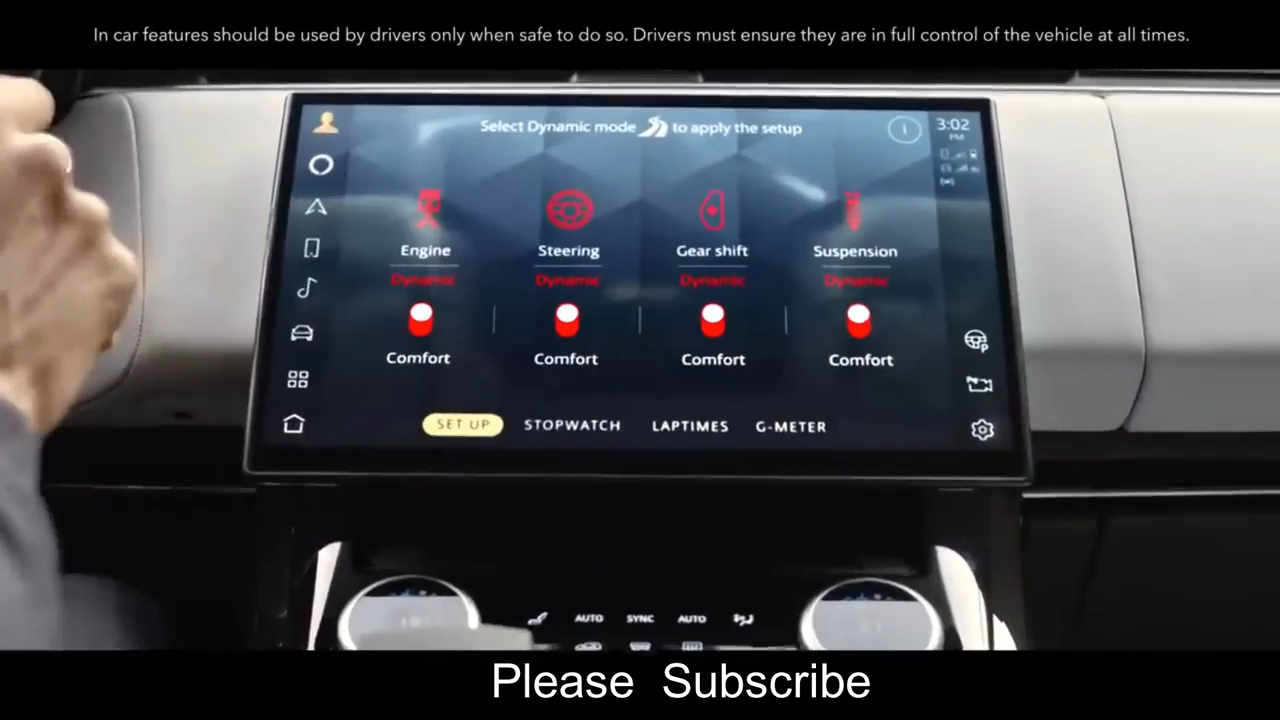 In car features should be used by drivers only when safe to do so. Drivers must ensure they are in full control of the vehicle at all times.
Select Dynamic mode to apply the setup
3:02
PM
Engine Steering Gear shift Suspension
Dynamic Dynamic Dynamic Dynamic
Comfort Comfort Comfort Comfort
SET UP STOPWATCH LAPTIMES G-METER
AUTO SYNC AUTO
Please Subscribe